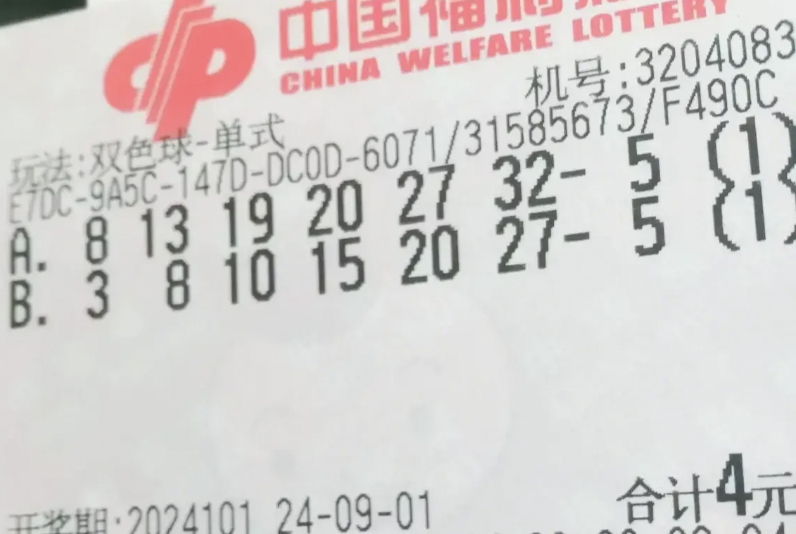 中国福利
CHINA WELFARE LOTTERY
机号:3204083
玩法:双色球-单式
E7DC-9A5C-147D-DC0D-6071/31585673/F490C
A. 8 13 19 20 27 32- 5 (1)
B. 3 8 10 15 20 27- 5 (1)
合计4元
开奖期:2024101 24-09-01